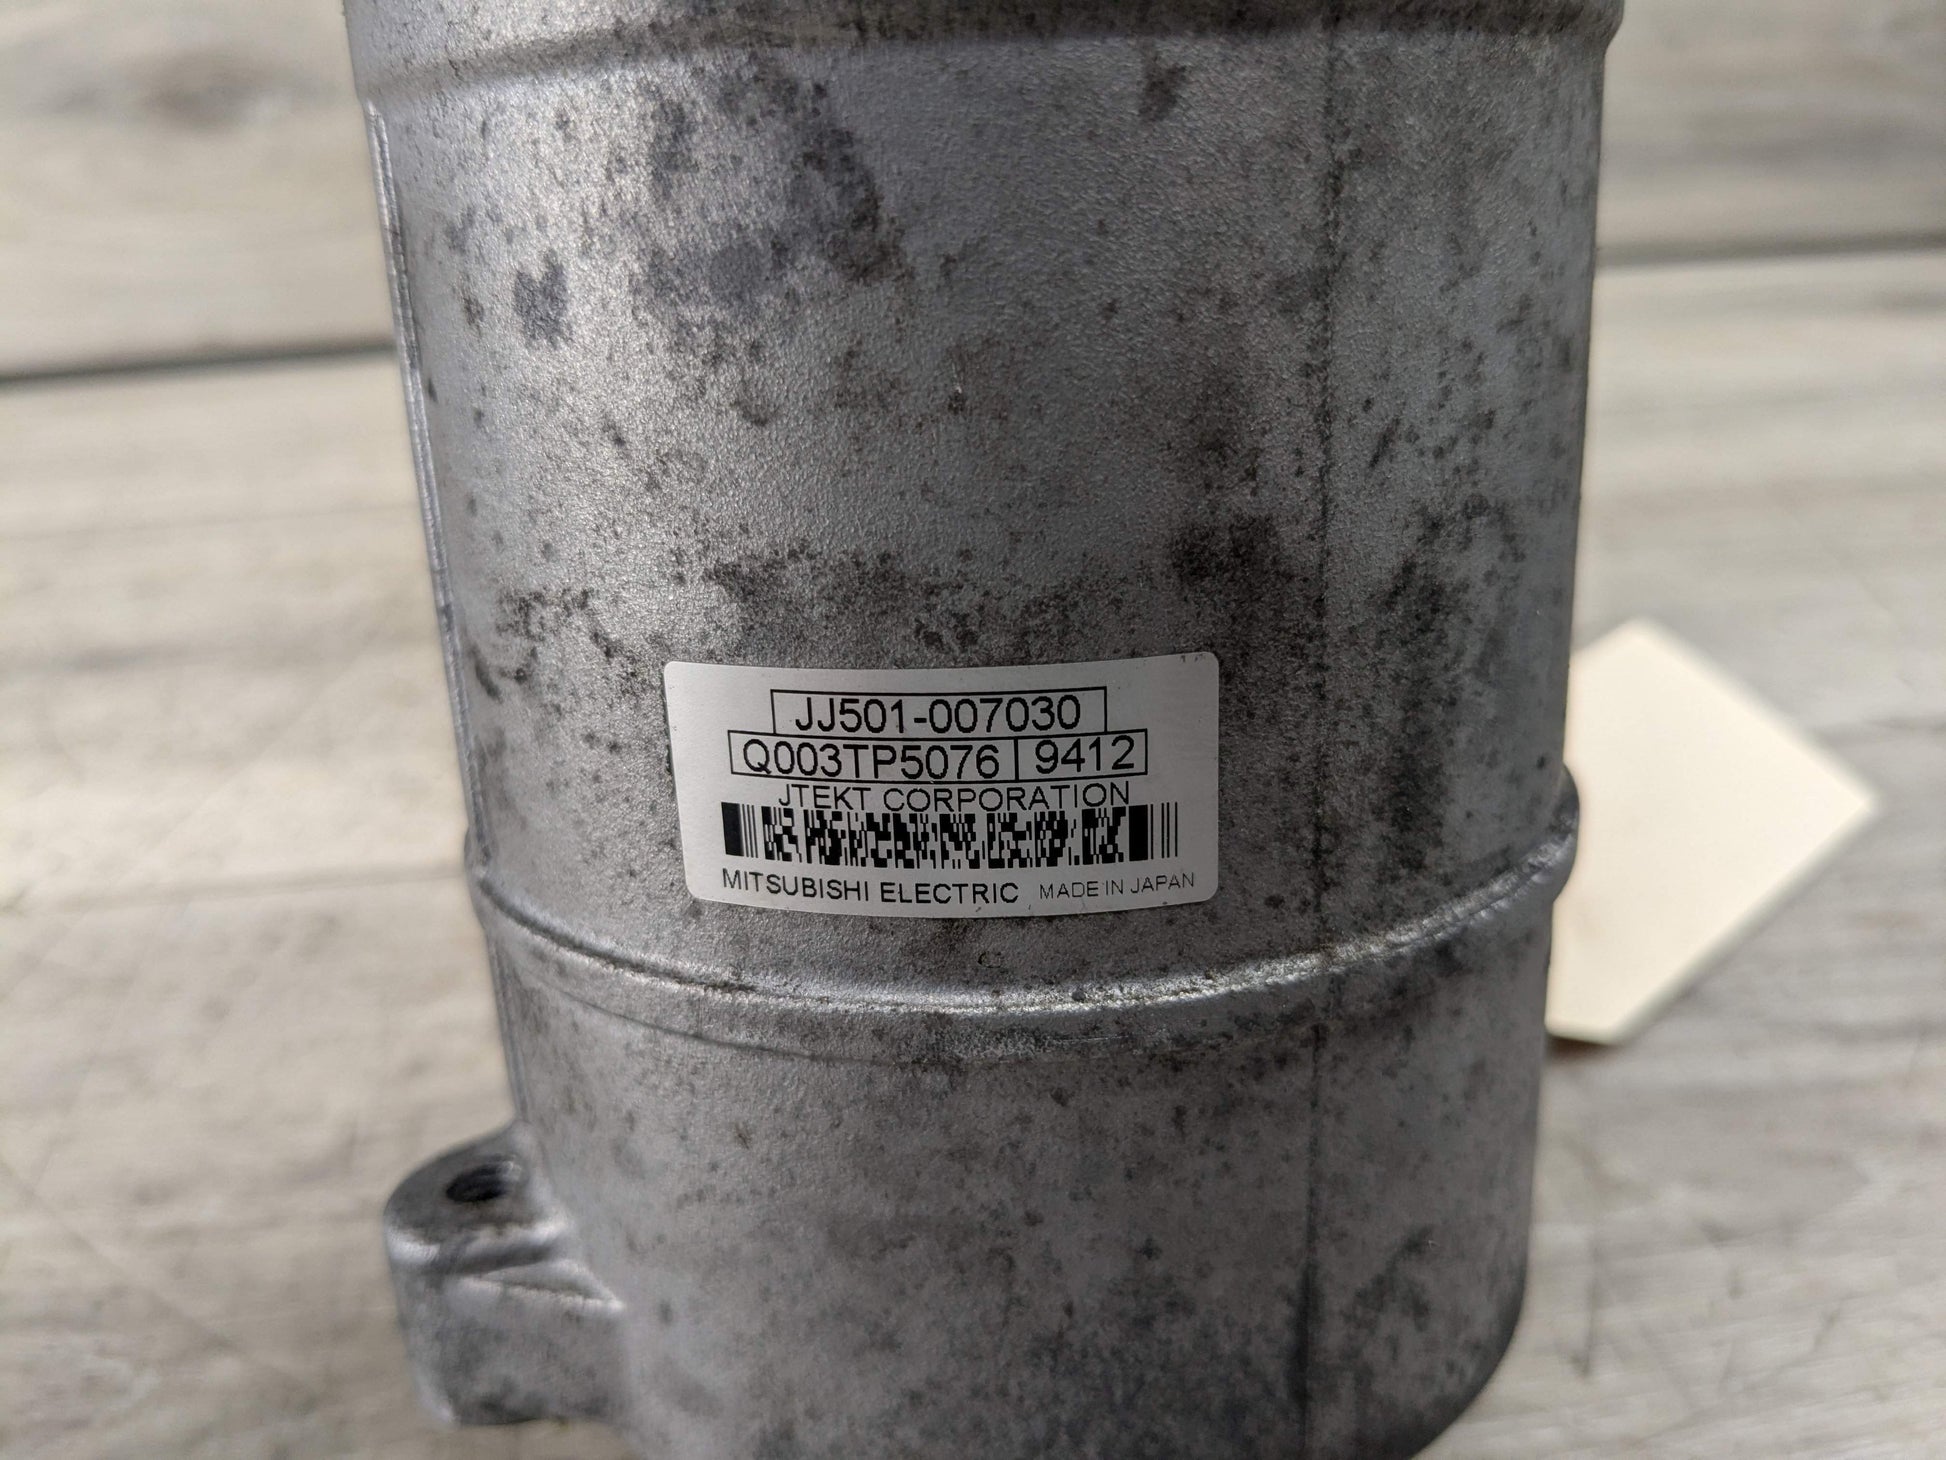 JJ501-007030
Q003TP5076 9412
JTEKT CORPORATION
MITSUBISHI ELECTRIC MADE IN JAPAN